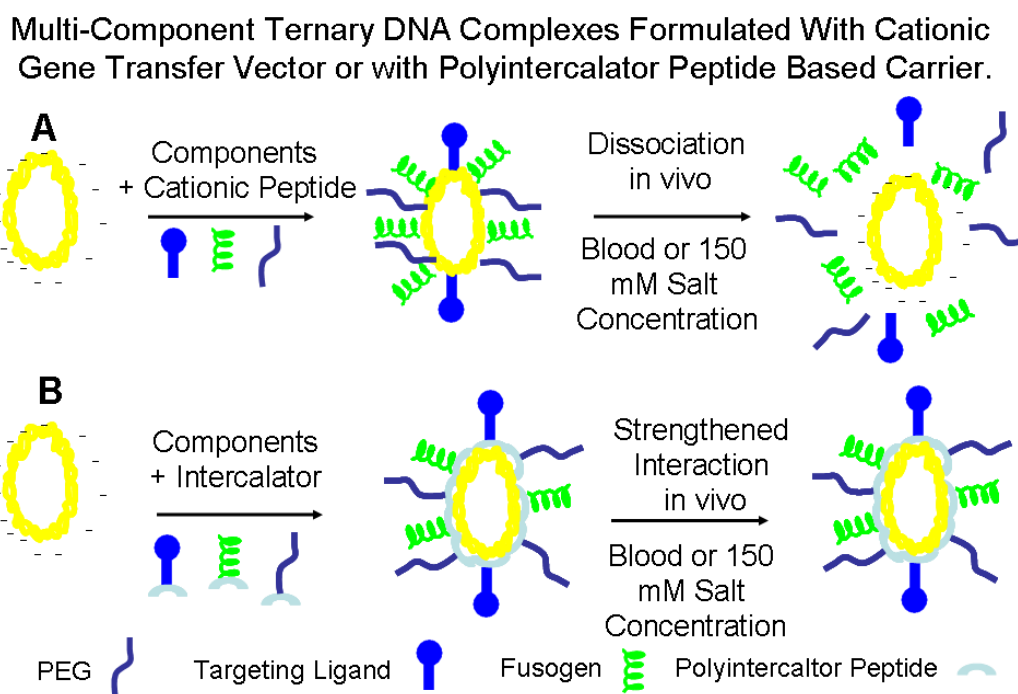 Multi-Component Ternary DNA Complexes Formulated With Cationic
Gene Transfer Vector or with Polyintercalator Peptide Based Carrier.
A
Components
+ Cationic Peptide
Dissociation
in vivo
Blood or 150
mM Salt
Concentration
B
Components
+ Intercalator
Strengthened
Interaction
in vivo
Blood or 150
mM Salt
Concentration
PEG
Targeting Ligand
Fusogen
Polyintercaltor Peptide